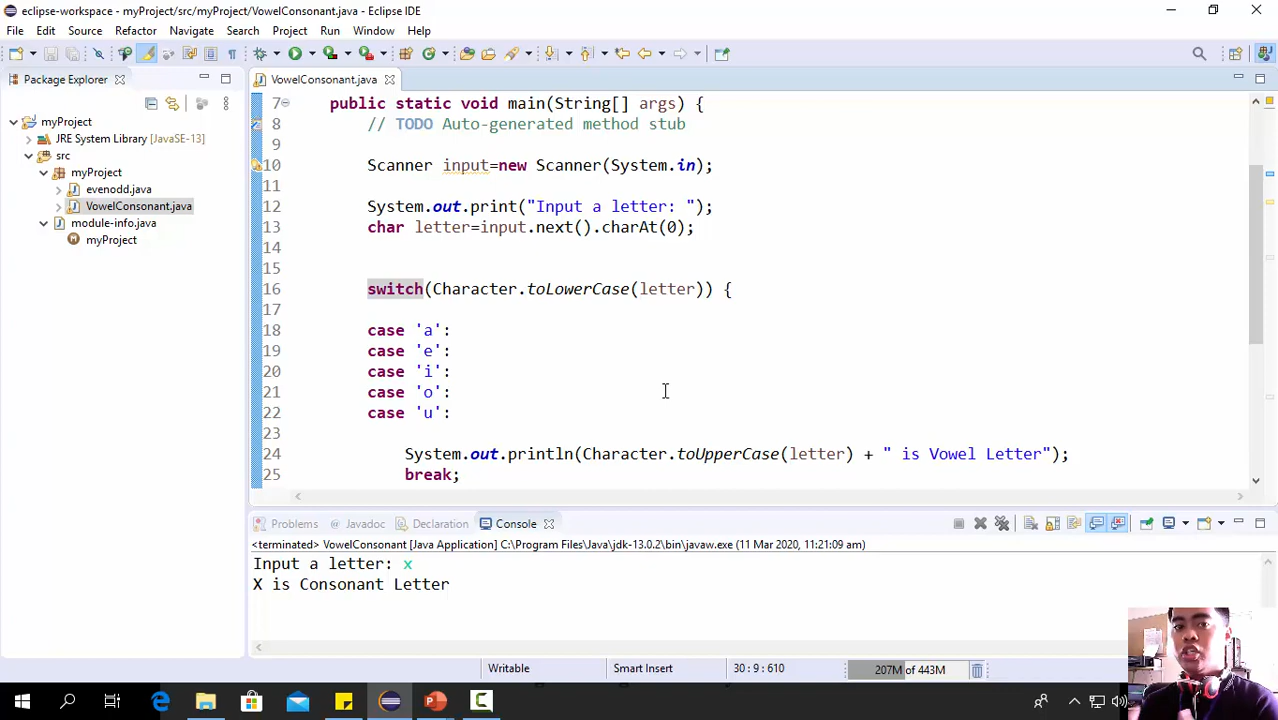 eclipse-workspace - myProject/src/myProject/VowelConsonant.java - Eclipse IDE
File Edit Source Refactor Navigate Search Project Run Window Help
Package Explorer
VowelConsonant.java
myProject
JRE System Library [JavaSE-13]
src
myProject
evenodd.java
VowelConsonant.java
module-info.java
myProject
7 public static void main(String[] args) {
8 // TODO Auto-generated method stub
9
10 Scanner input=new Scanner(System.in);
11
12 System.out.print("Input a letter: ");
13 char letter=input.next().charAt(0);
14
15
16 switch(Character.toLowerCase(letter)) {
17
18 case 'a':
19 case 'e':
20 case 'i':
21 case 'o':
22 case 'u':
23
24 System.out.println(Character.toUpperCase(letter) + " is Vowel Letter");
25 break;
Problems Javadoc Declaration Console
<terminated> VowelConsonant [Java Application] C:\Program Files\Java\jdk-13.0.2\bin\javaw.exe (11 Mar 2020, 11:21:09 am)
Input a letter: x
X is Consonant Letter
Writable Smart Insert 30 : 9 : 610 207M of 443M